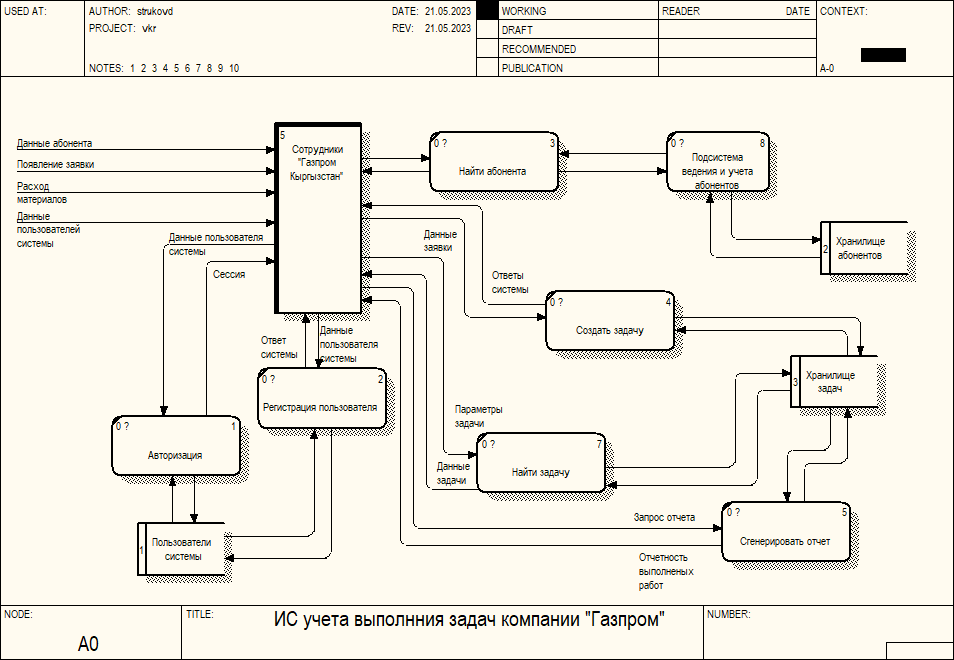 USED AT:
AUTHOR: strukovd
DATE: 21.05.2023
WORKING
READER
DATE
CONTEXT:
PROJECT: vkr
REV: 21.05.2023
DRAFT
RECOMMENDED
NOTES: 1 2 3 4 5 6 7 8 9 10
PUBLICATION
A-0
Данные абонента
Появление заявки
Расход
материалов
Данные
пользователей
системы
5
Сотрудники
"Газпром
Кыргызстан"
0 ?
3
Найти абонента
0 ?
8
Подсистема
ведения и учета
абонентов
2
Хранилище
абонентов
Данные пользователя
системы
Сессия
Данные
заявки
Ответы
системы
0 ?
4
Создать задачу
Ответ
системы
Данные
пользователя
системы
0 ?
2
Регистрация пользователя
3
Хранилище
задач
0 ?
1
Авторизация
Параметры
задачи
0 ?
7
Найти задачу
Данные
задачи
1
Пользователи
системы
Запрос отчета
0 ?
5
Сгенерировать отчет
Отчетность
выполненых
работ
NODE:
A0
TITLE:
ИС учета выполнния задач компании "Газпром"
NUMBER: